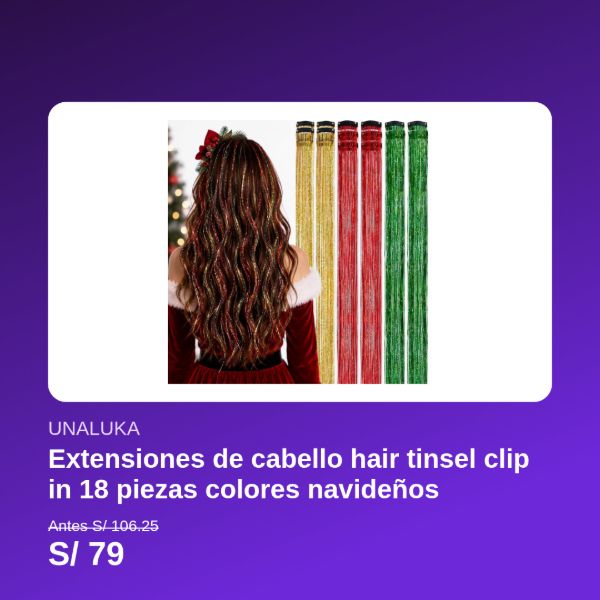 UNALUKA
Extensiones de cabello hair tinsel clip
in 18 piezas colores navideños
Antes S/ 106.25
S/ 79